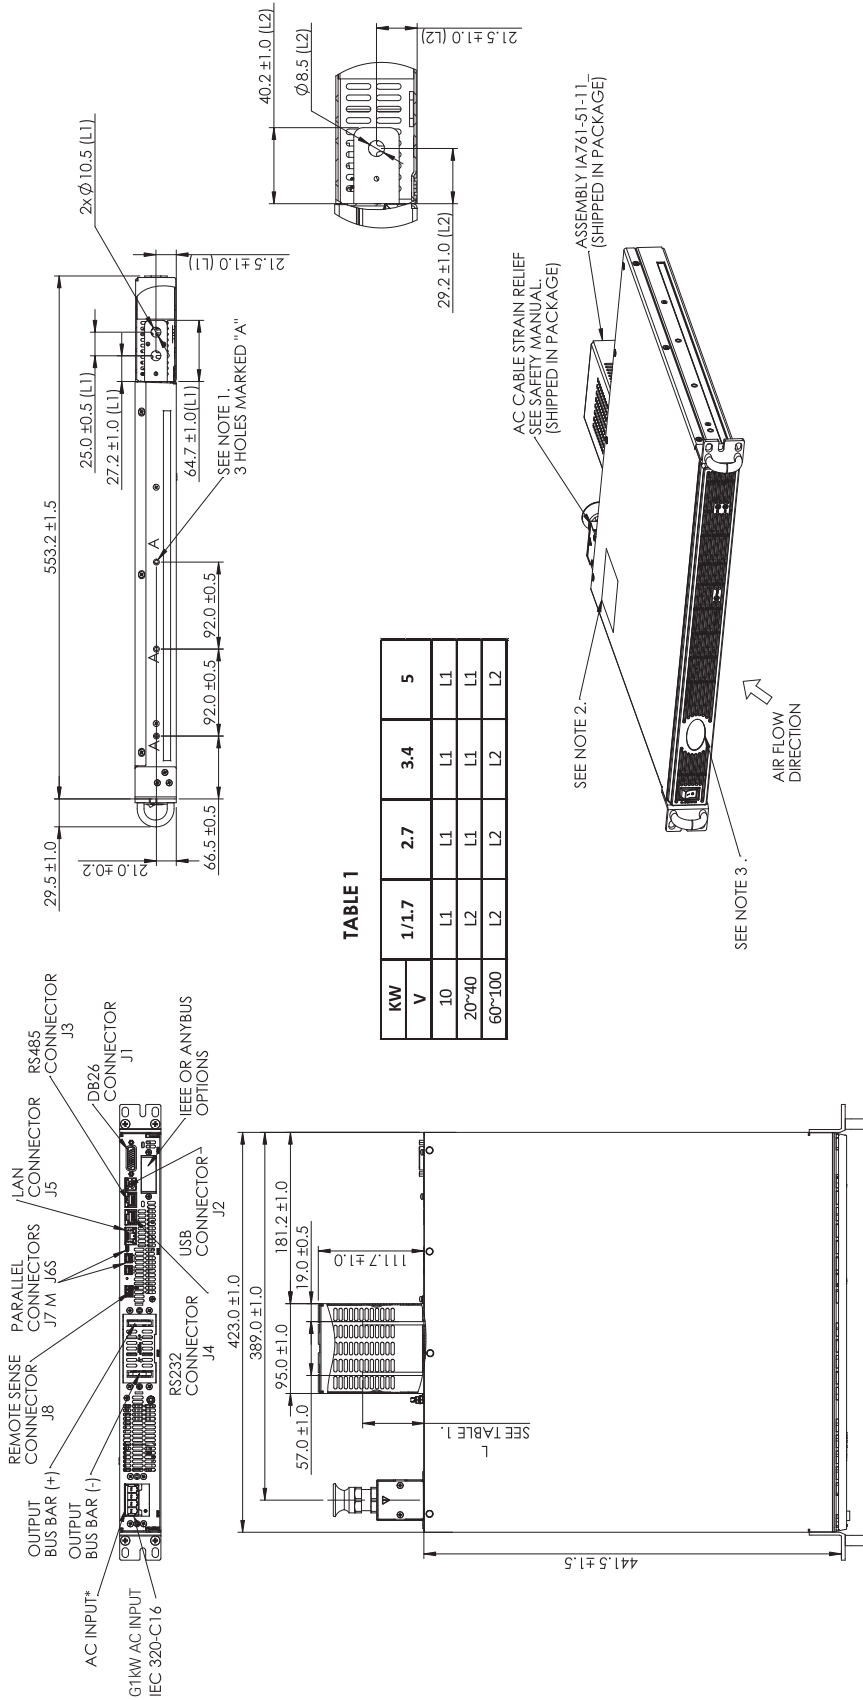 REMOTE SENSE
CONNECTOR
J8
PARALLEL
CONNECTORS
J7 M J6S
LAN
CONNECTOR
J5
RS485
CONNECTOR
J3
DB26
CONNECTOR
J1
OUTPUT
BUS BAR (+)
OUTPUT
BUS BAR (-)
AC INPUT*
G1kW AC INPUT
IEC 320-C16
RS232
CONNECTOR
J4
USB
CONNECTOR
J2
IEEE OR ANYBUS
OPTIONS
423.0 ±1.0
389.0 ±1.0
181.2 ±1.0
57.0 ±1.0
95.0 ±1.0
19.0 ±0.5
111.7 ±1.0
L
SEE TABLE 1.
441.5 ±1.5
29.5 ±1.0
553.2 ±1.5
21.0 ±0.2
66.5 ±0.5
92.0 ±0.5
92.0 ±0.5
A
A
A
25.0 ±0.5 (L1)
27.2 ±1.0 (L1)
2x Ø10.5 (L1)
21.5 ±1.0 (L1)
64.7 ±1.0(L1)
SEE NOTE 1.
3 HOLES MARKED "A"
40.2 ±1.0 (L2)
Ø8.5 (L2)
21.5 ±1.0 (L2)
29.2 ±1.0 (L2)
TABLE 1
KW 1/1.7 2.7 3.4 5
V
10 L1 L1 L1 L1
20~40 L2 L1 L1 L1
60~100 L2 L2 L2 L2
AC CABLE STRAIN RELIEF
SEE SAFETY MANUAL.
(SHIPPED IN PACKAGE)
ASSEMBLY IA761-51-11_
(SHIPPED IN PACKAGE)
SEE NOTE 2.
SEE NOTE 3 .
AIR FLOW
DIRECTION